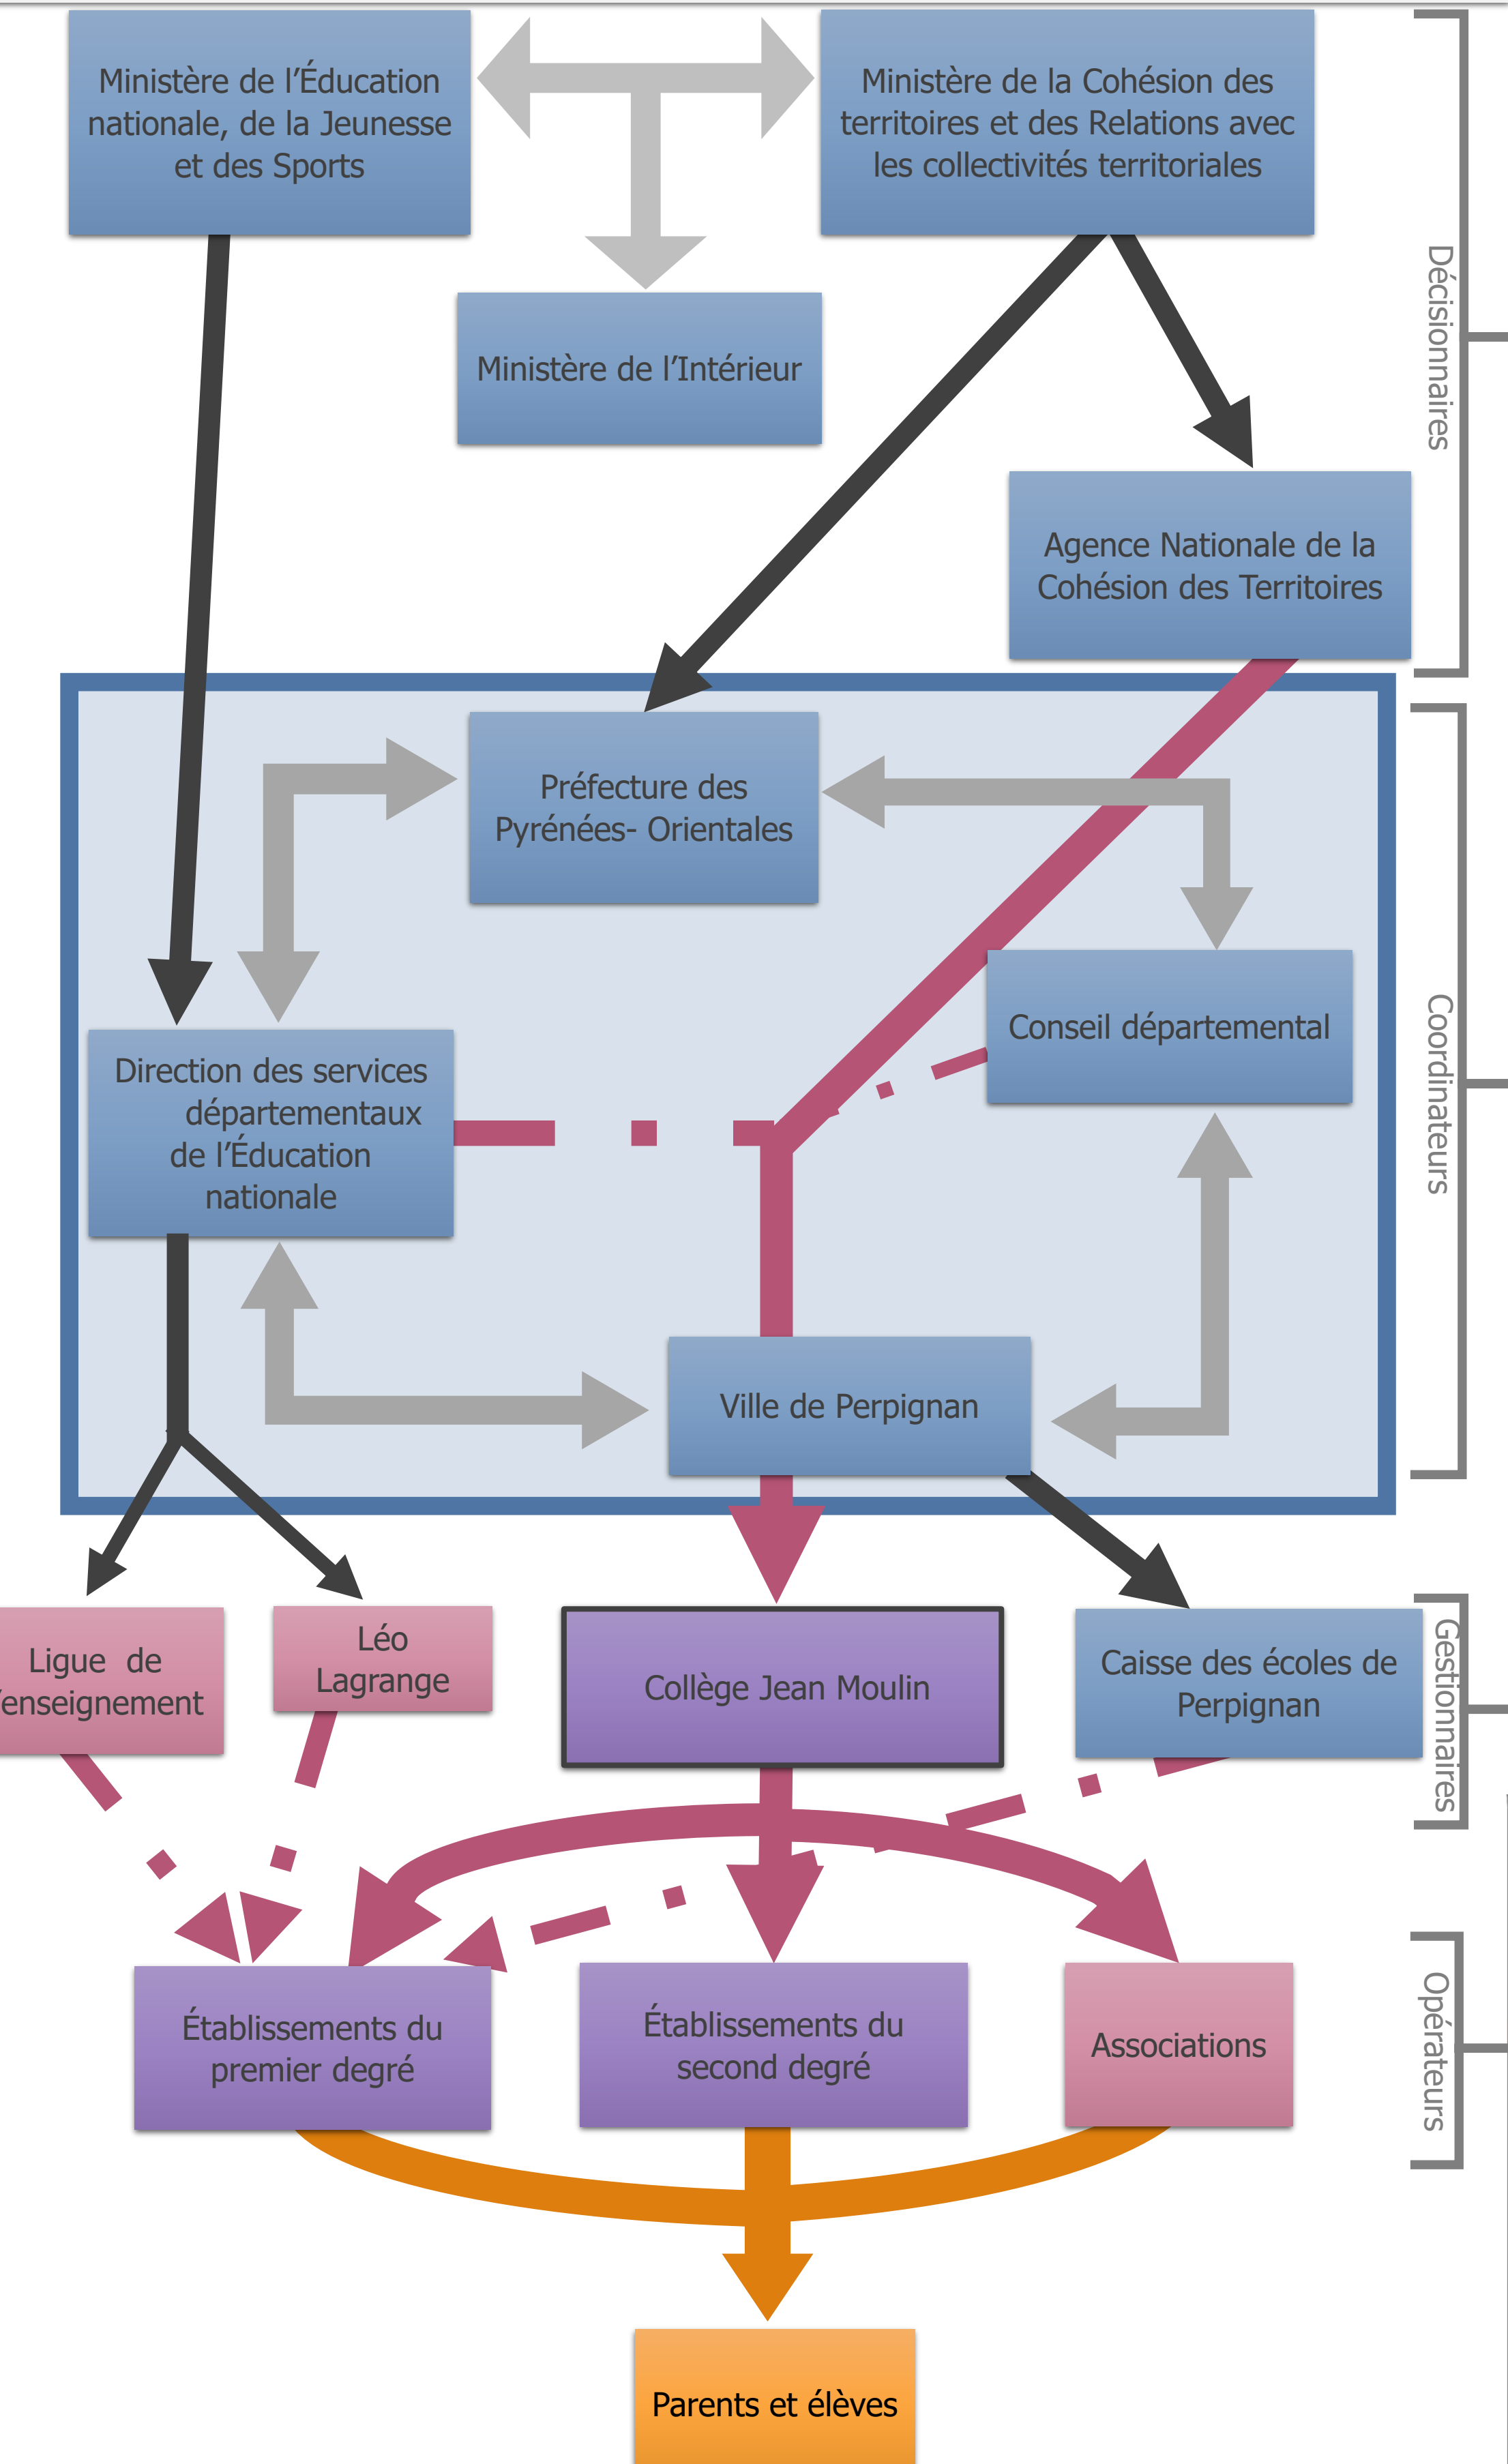 Ministère de l'Éducation
nationale, de la Jeunesse
et des Sports
Ministère de la Cohésion des
territoires et des Relations avec
les collectivités territoriales
Ministère de l'Intérieur
Décisionnaires
Agence Nationale de la
Cohésion des Territoires
Préfecture des
Pyrénées- Orientales
Conseil départemental
Coordinateurs
Direction des services
départementaux
de l'Éducation
nationale
Ville de Perpignan
Ligue de
'enseignement
Léo
Lagrange
Collège Jean Moulin
Caisse des écoles de
Perpignan
Gestionnaires
Établissements du
premier degré
Établissements du
second degré
Associations
Opérateurs
Parents et élèves